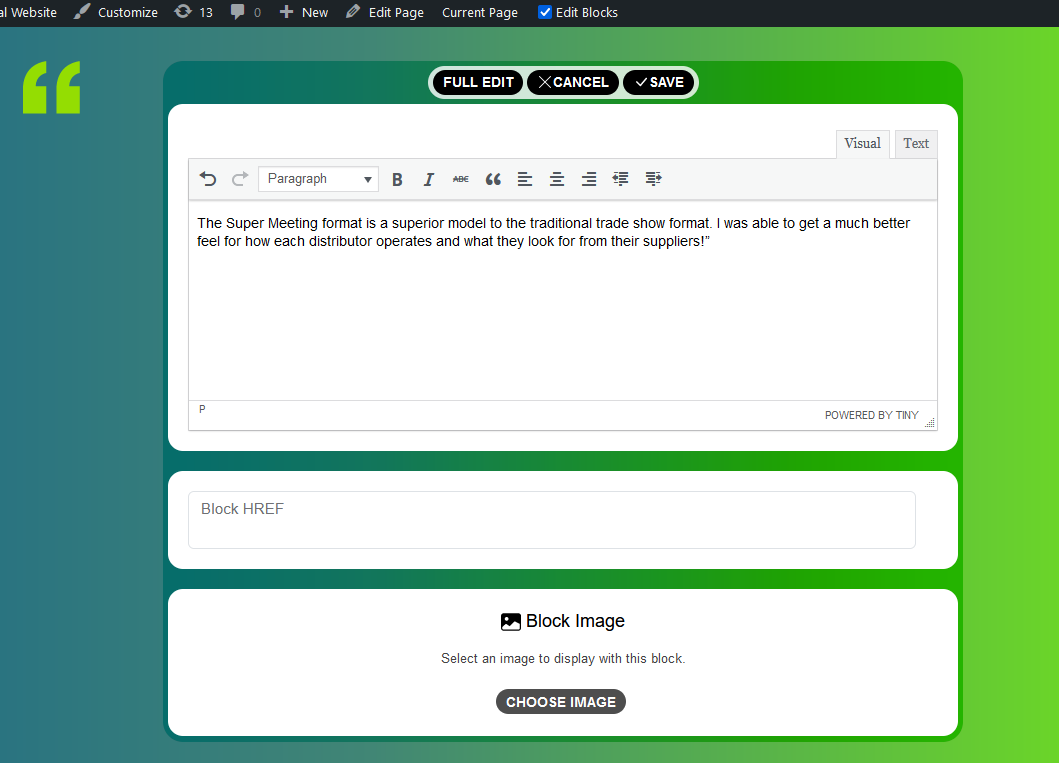 al Website Customize 13 0 New Edit Page Current Page Edit Blocks
“
FULL EDIT CANCEL SAVE
Visual Text
Paragraph B I ABC
The Super Meeting format is a superior model to the traditional trade show format. I was able to get a much better
feel for how each distributor operates and what they look for from their suppliers!”
P
POWERED BY TINY
Block HREF
Block Image
Select an image to display with this block.
CHOOSE IMAGE